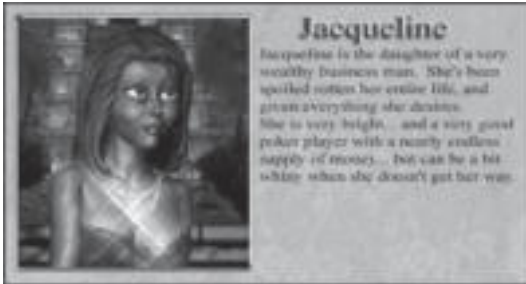 Jacqueline
Jacqueline is the daughter of a very
wealthy business man. She's been
spoiled rotten her entire life, and
given everything she desires.
She is very bright... and a very good
poker player with a nearly endless
supply of money... but can be a bit
whiny when she doesn't get her way.